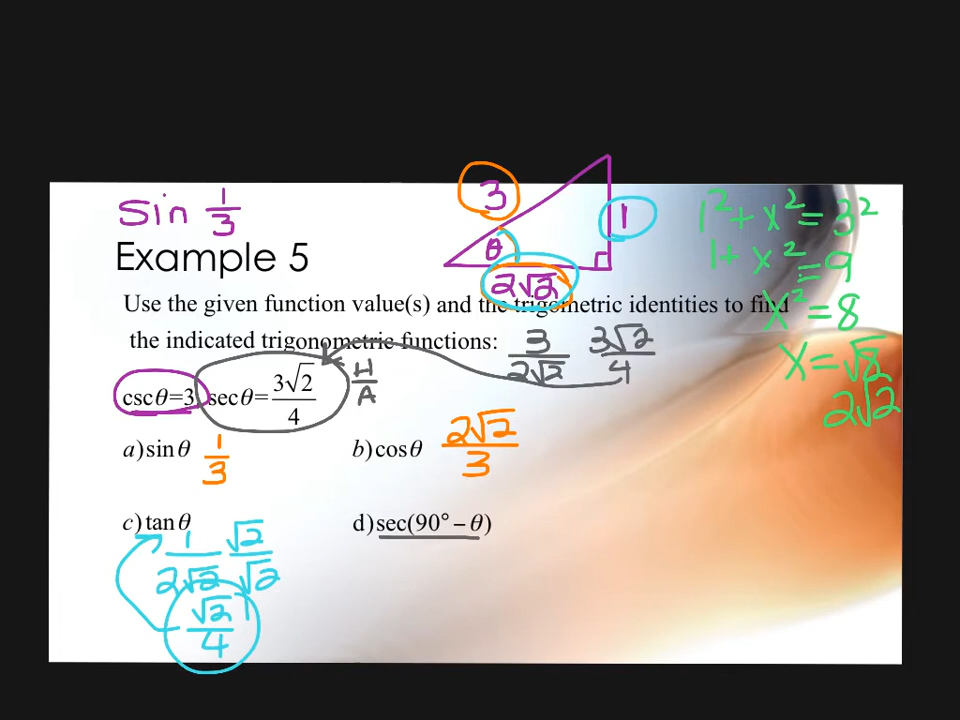 sin 1/3
3
1
θ
2√2
1² + x² = 3²
1 + x² = 9
x² = 8
x = √8
2√2
Example 5
Use the given function value(s) and the trigometric identities to find
the indicated trigonometric functions:
3/2√2 3√2/4
cscθ=3, secθ= 3√2/4 H/A
a)sinθ 1/3 b)cosθ 2√2/3
c)tanθ d)sec(90°−θ)
1/2√2 √2/√2
√2/4